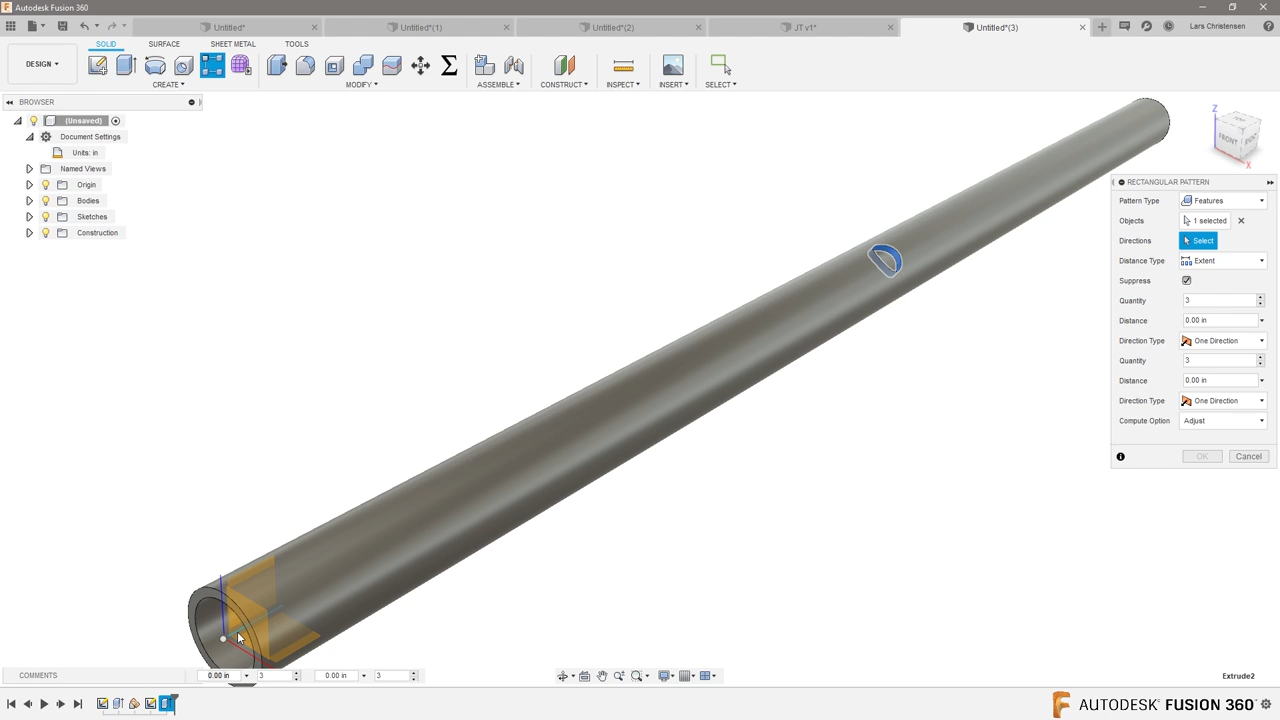 Autodesk Fusion 360
Untitled*
Untitled*(1)
Untitled*(2)
JT v1*
Untitled*(3)
Lars Christensen
SOLID
SURFACE
SHEET METAL
TOOLS
DESIGN
CREATE
MODIFY
ASSEMBLE
CONSTRUCT
INSPECT
INSERT
SELECT
BROWSER
(Unsaved)
Document Settings
Units: in
Named Views
Origin
Bodies
Sketches
Construction
Z
TOP
FRONT
RIGHT
X
RECTANGULAR PATTERN
Pattern Type Features
Objects 1 selected
Directions Select
Distance Type Extent
Suppress
Quantity 3
Distance 0.00 in
Direction Type One Direction
Quantity 3
Distance 0.00 in
Direction Type One Direction
Compute Option Adjust
OK Cancel
COMMENTS
0.00 in 3 0.00 in 3
Extrude2
AUTODESK FUSION 360